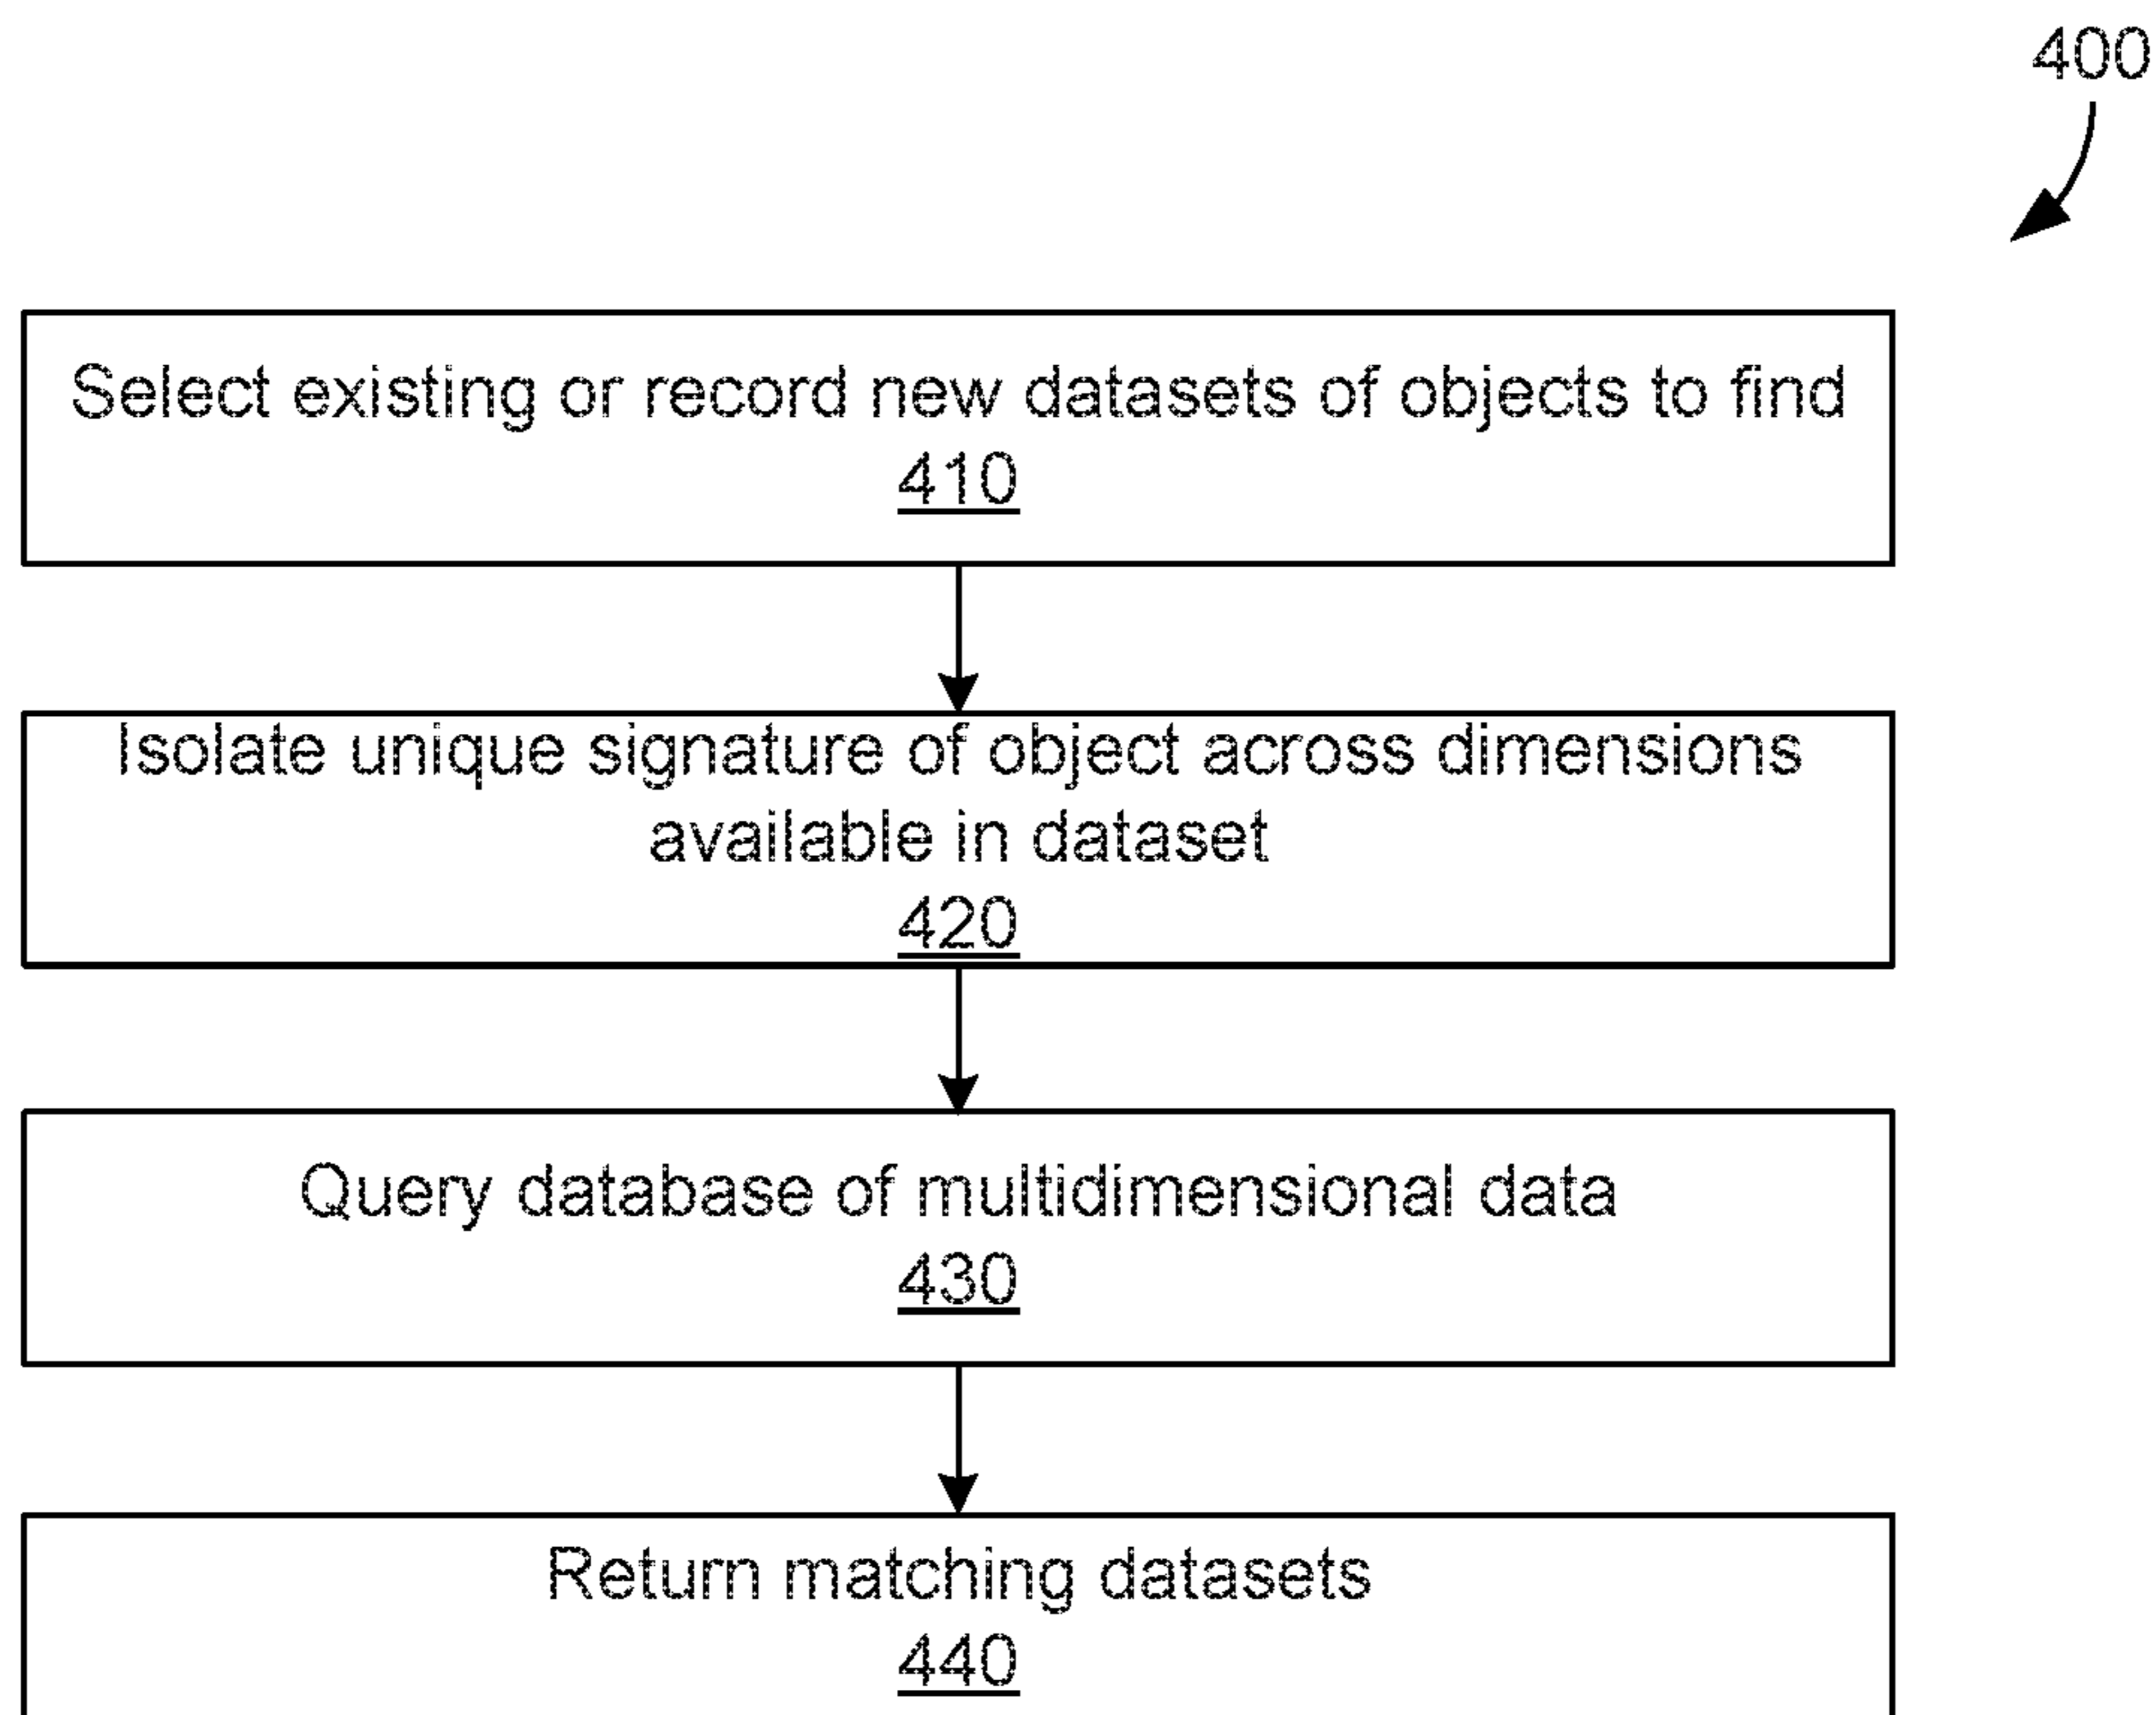 400
Select existing or record new datasets of objects to find
410
Isolate unique signature of object across dimensions
available in dataset
420
Query database of multidimensional data
430
Return matching datasets
440